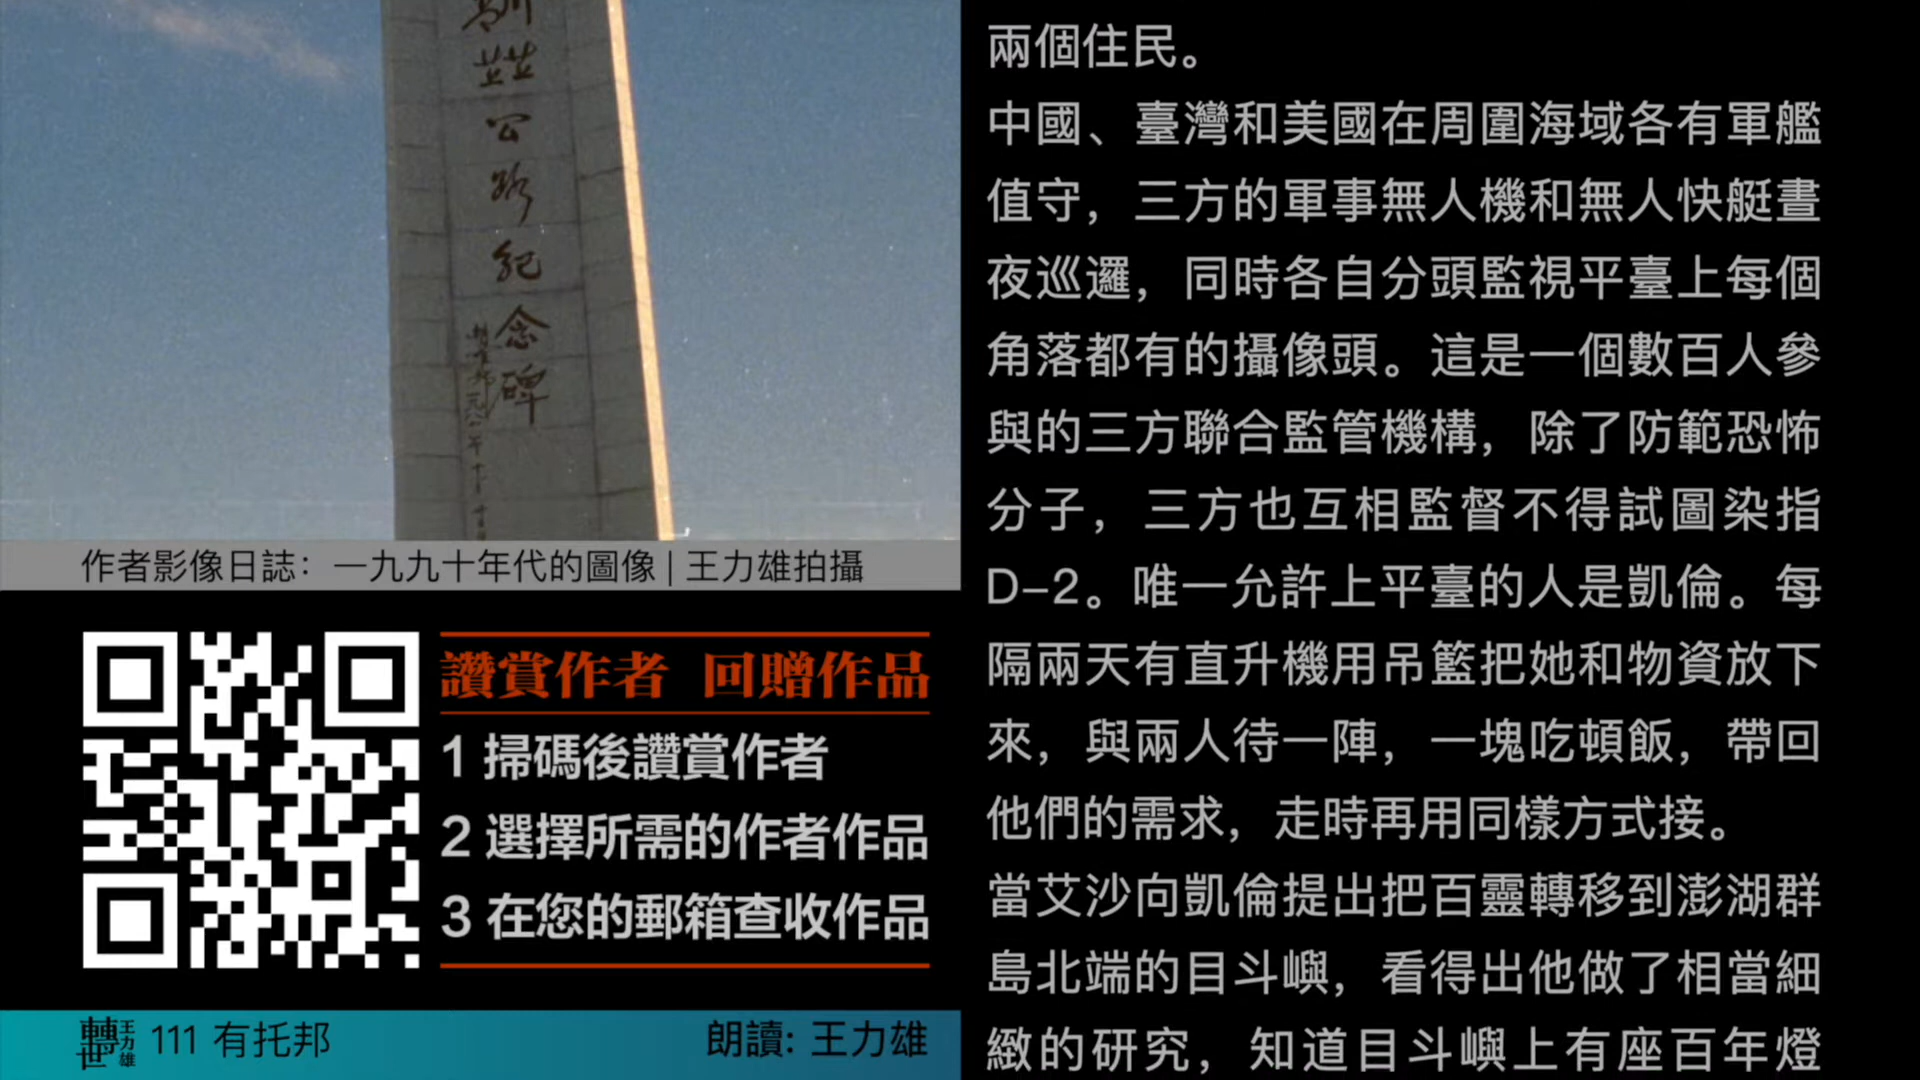 公
路
紀
念
碑
作者影像日誌：一九九十年代的圖像 | 王力雄拍攝
讚賞作者 回贈作品
1 掃碼後讚賞作者
2 選擇所需的作者作品
3 在您的郵箱查收作品
轉世
王力雄
111 有托邦
朗讀: 王力雄
兩個住民。
中國、臺灣和美國在周圍海域各有軍艦
值守，三方的軍事無人機和無人快艇晝
夜巡邏，同時各自分頭監視平臺上每個
角落都有的攝像頭。這是一個數百人參
與的三方聯合監管機構，除了防範恐怖
分子，三方也互相監督不得試圖染指
D-2。唯一允許上平臺的人是凱倫。每
隔兩天有直升機用吊籃把她和物資放下
來，與兩人待一陣，一塊吃頓飯，帶回
他們的需求，走時再用同樣方式接。
當艾沙向凱倫提出把百靈轉移到澎湖群
島北端的目斗嶼，看得出他做了相當細
緻的研究，知道目斗嶼上有座百年燈